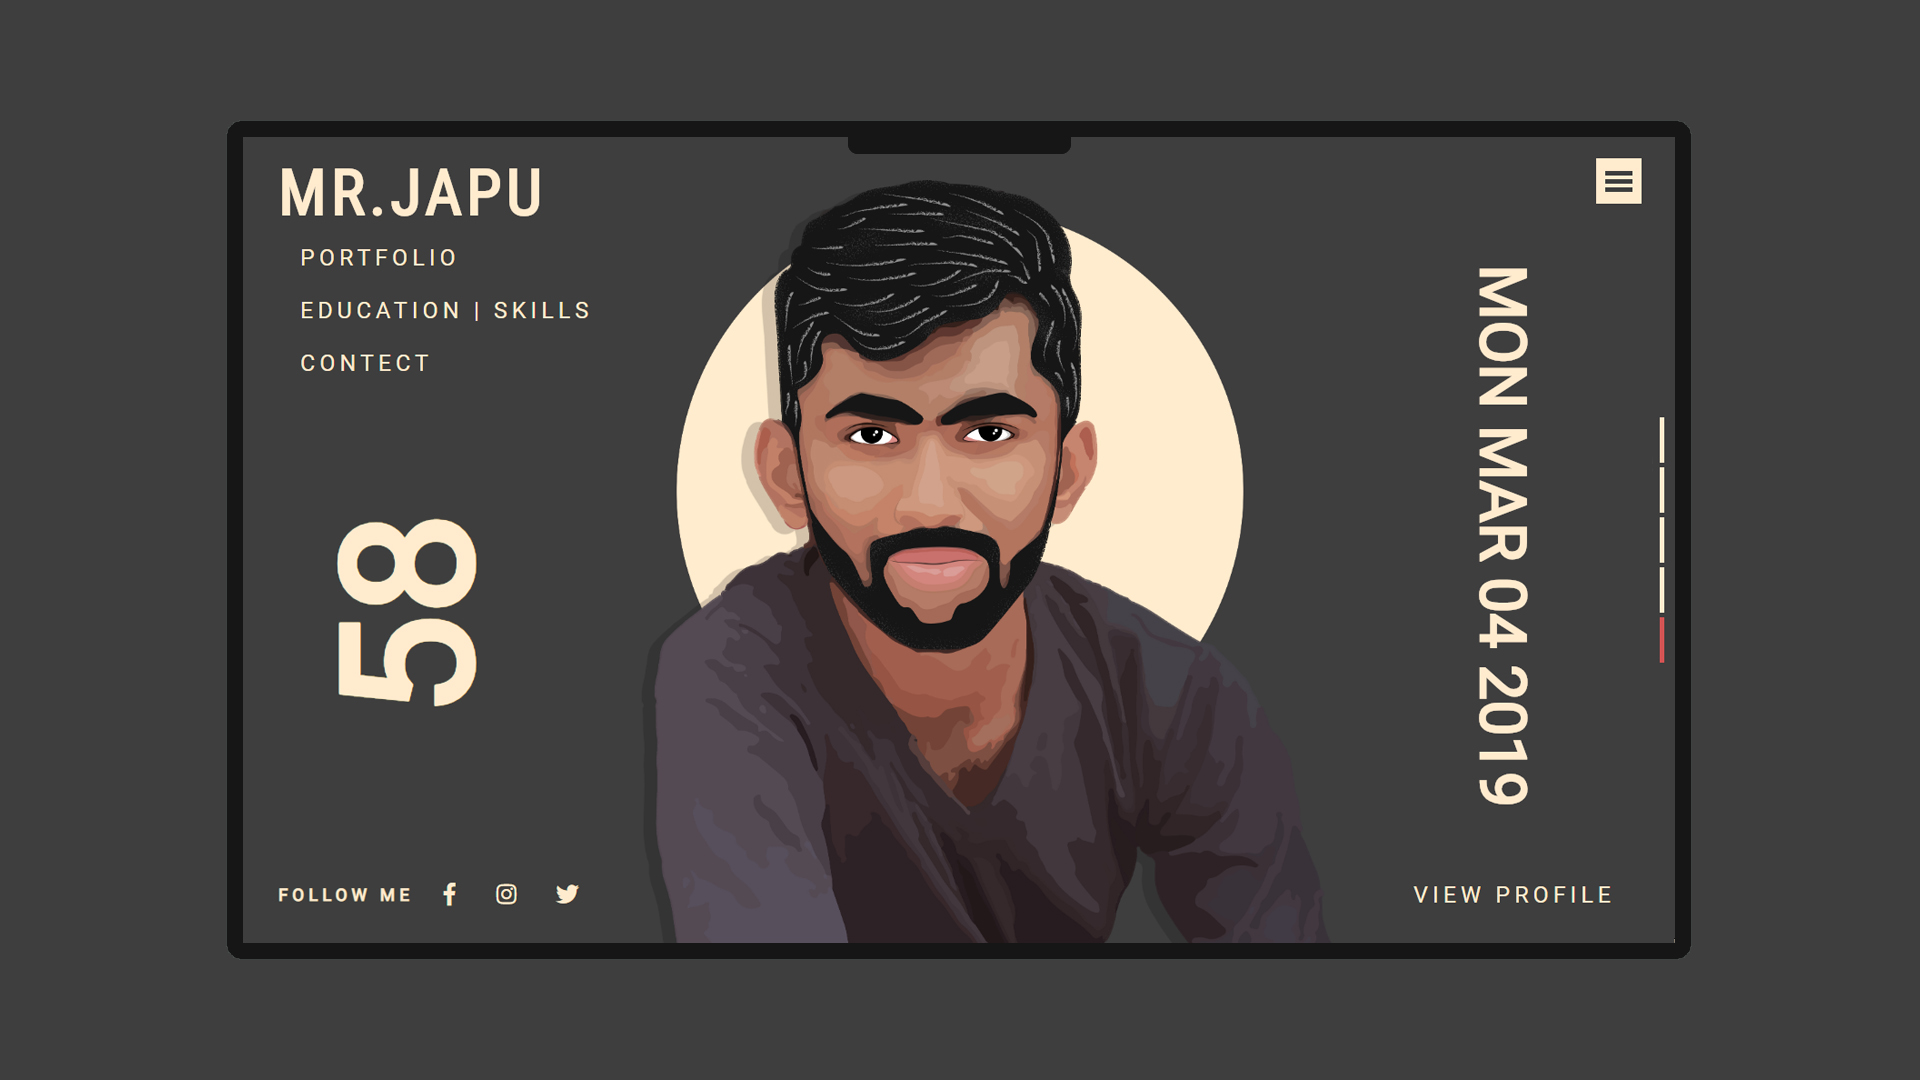 MR.JAPU
PORTFOLIO
EDUCATION | SKILLS
CONTECT
58
MON MAR 04 2019
FOLLOW ME
VIEW PROFILE